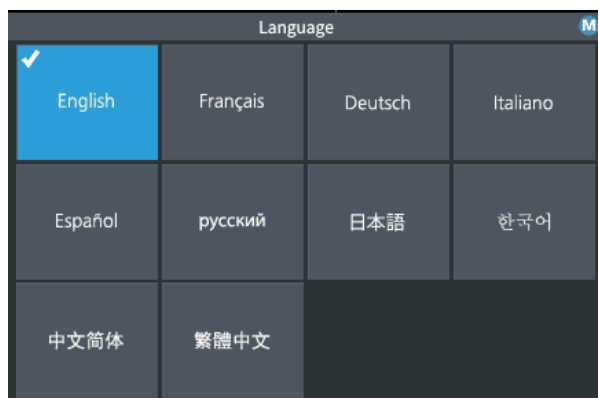 Language
M
English
Français
Deutsch
Italiano
Español
русский
日本語
한국어
中文简体
繁體中文